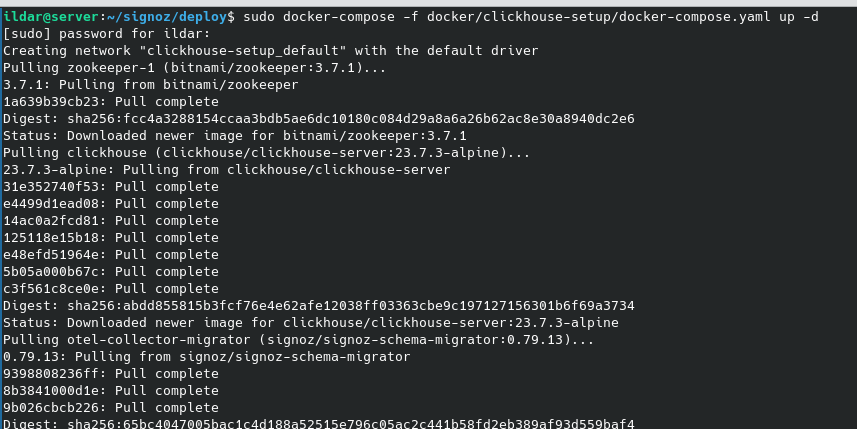 ildar@server:~/signoz/deploy$ sudo docker-compose -f docker/clickhouse-setup/docker-compose.yaml up -d
[sudo] password for ildar:
Creating network "clickhouse-setup_default" with the default driver
Pulling zookeeper-1 (bitnami/zookeeper:3.7.1)...
3.7.1: Pulling from bitnami/zookeeper
1a639b39cb23: Pull complete
Digest: sha256:fcc4a3288154ccaa3bdb5ae6dc10180c084d29a8a6a26b62ac8e30a8940dc2e6
Status: Downloaded newer image for bitnami/zookeeper:3.7.1
Pulling clickhouse (clickhouse/clickhouse-server:23.7.3-alpine)...
23.7.3-alpine: Pulling from clickhouse/clickhouse-server
31e352740f53: Pull complete
e4499d1ead08: Pull complete
14ac0a2fcd81: Pull complete
125118e15b18: Pull complete
e48efd51964e: Pull complete
5b05a000b67c: Pull complete
c3f561c8ce0e: Pull complete
Digest: sha256:abdd855815b3fcf76e4e62afe12038ff03363cbe9c197127156301b6f69a3734
Status: Downloaded newer image for clickhouse/clickhouse-server:23.7.3-alpine
Pulling otel-collector-migrator (signoz/signoz-schema-migrator:0.79.13)...
0.79.13: Pulling from signoz/signoz-schema-migrator
9398808236ff: Pull complete
8b3841000d1e: Pull complete
9b026cbcb226: Pull complete
Digest: sha256:65bc4047005bac1c4d188a52515e796c05ac2c441b58fd2eb389af93d559baf4